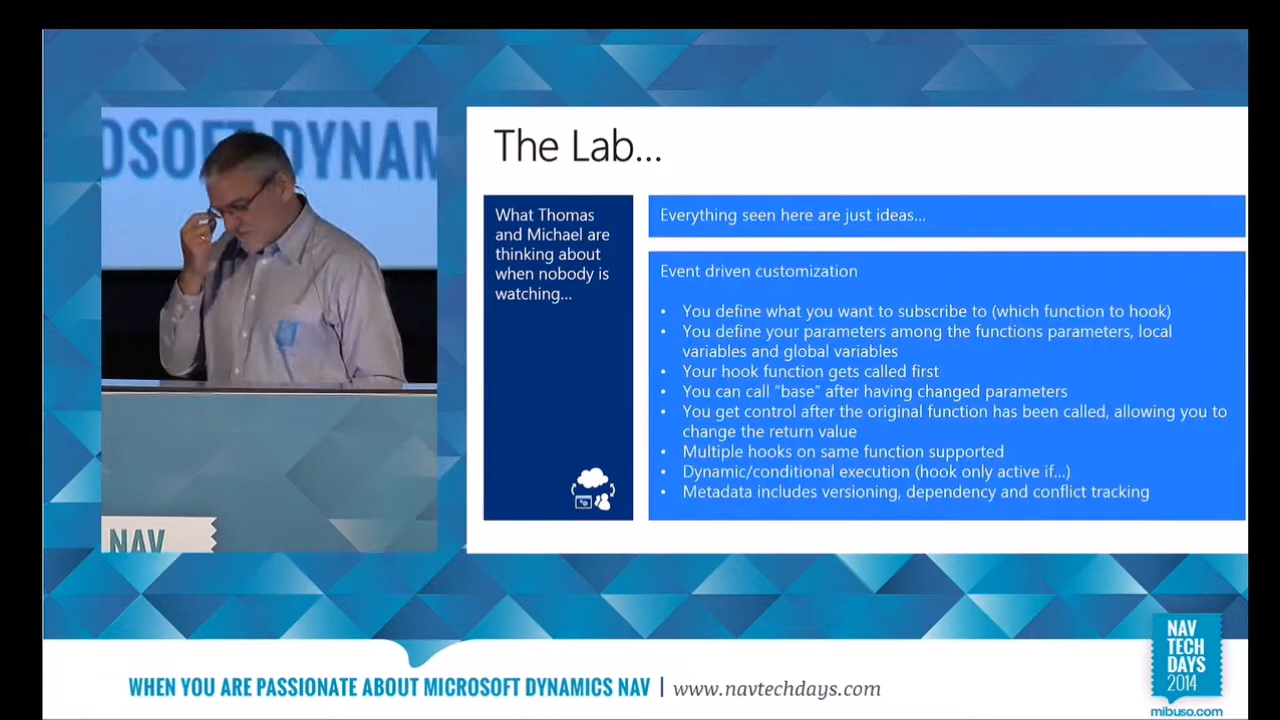 OSOFT DYNAM
NAV
The Lab...
What Thomas
and Michael are
thinking about
when nobody is
watching...
Everything seen here are just ideas...
Event driven customization
• You define what you want to subscribe to (which function to hook)
• You define your parameters among the functions parameters, local
variables and global variables
• Your hook function gets called first
• You can call “base” after having changed parameters
• You get control after the original function has been called, allowing you to
change the return value
• Multiple hooks on same function supported
• Dynamic/conditional execution (hook only active if...)
• Metadata includes versioning, dependency and conflict tracking
WHEN YOU ARE PASSIONATE ABOUT MICROSOFT DYNAMICS NAV | www.navtechdays.com
NAV
TECH
DAYS
2014
mibuso.com